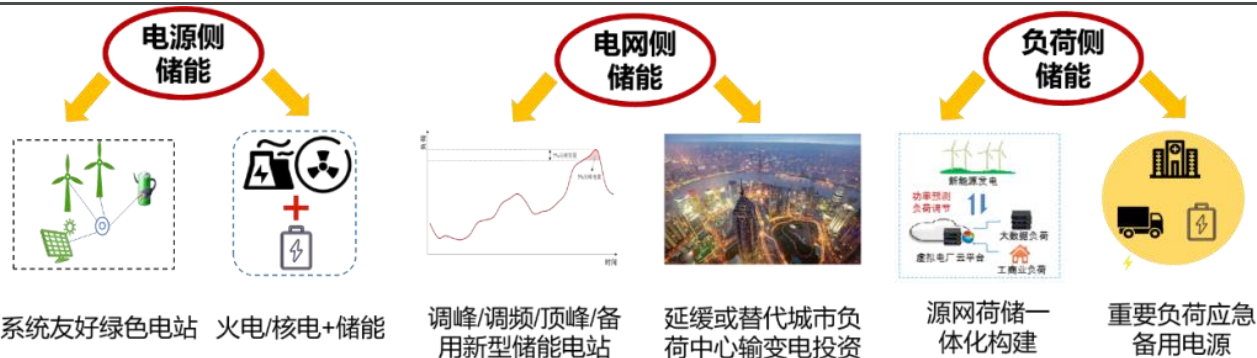 电源侧
储能
电网侧
储能
负荷侧
储能
时间
新能源发电
功率预测
负荷调节
大数据负荷
虚拟电厂云平台
工商业负荷
系统友好绿色电站
火电/核电+储能
调峰/调频/顶峰/备
用新型储能电站
延缓或替代城市负
荷中心输变电投资
源网荷储一
体化构建
重要负荷应急
备用电源